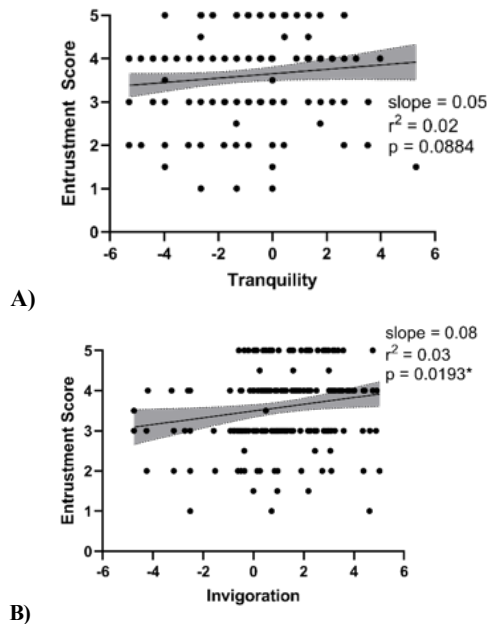 5
4
3
2
1
0
Entrustment Score
slope = 0.05
r² = 0.02
p = 0.0884
-6 -4 -2 0 2 4 6
Tranquility
A)
slope = 0.08
r² = 0.03
p = 0.0193*
5
4
3
2
1
0
Entrustment Score
-6 -4 -2 0 2 4 6
Invigoration
B)